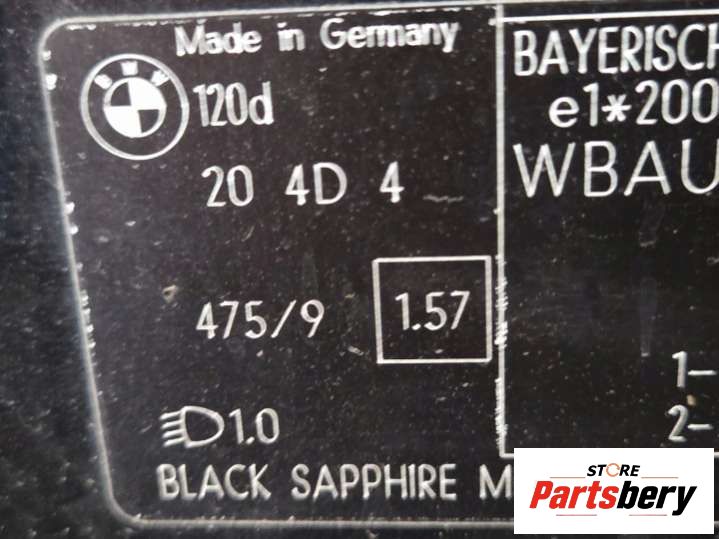 Made in Germany
BMW
120d
20 4D 4
475/9
1.57
1.0
BLACK SAPPHIRE M
BAYERISCH
e1*200
WBAU
1-
2-
STORE
Partsbery